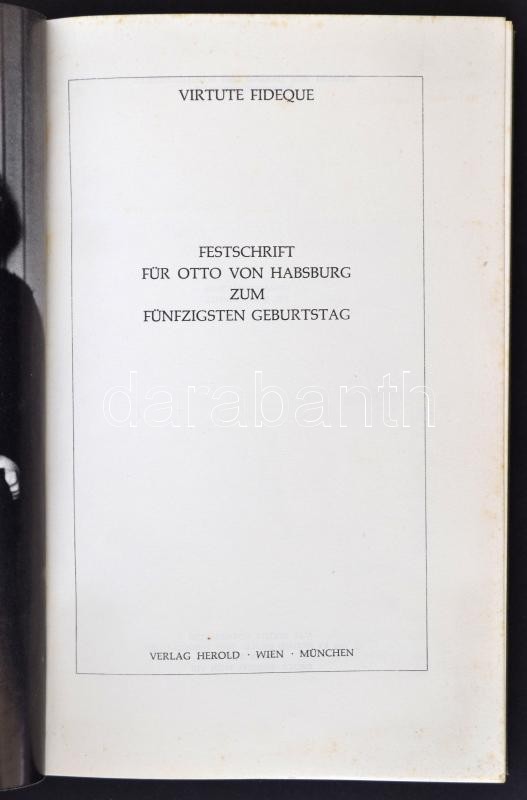 VIRTUTE FIDEQUE
FESTSCHRIFT
FÜR OTTO VON HABSBURG
ZUM
FÜNFZIGSTEN GEBURTSTAG
darabanth
VERLAG HEROLD · WIEN · MÜNCHEN